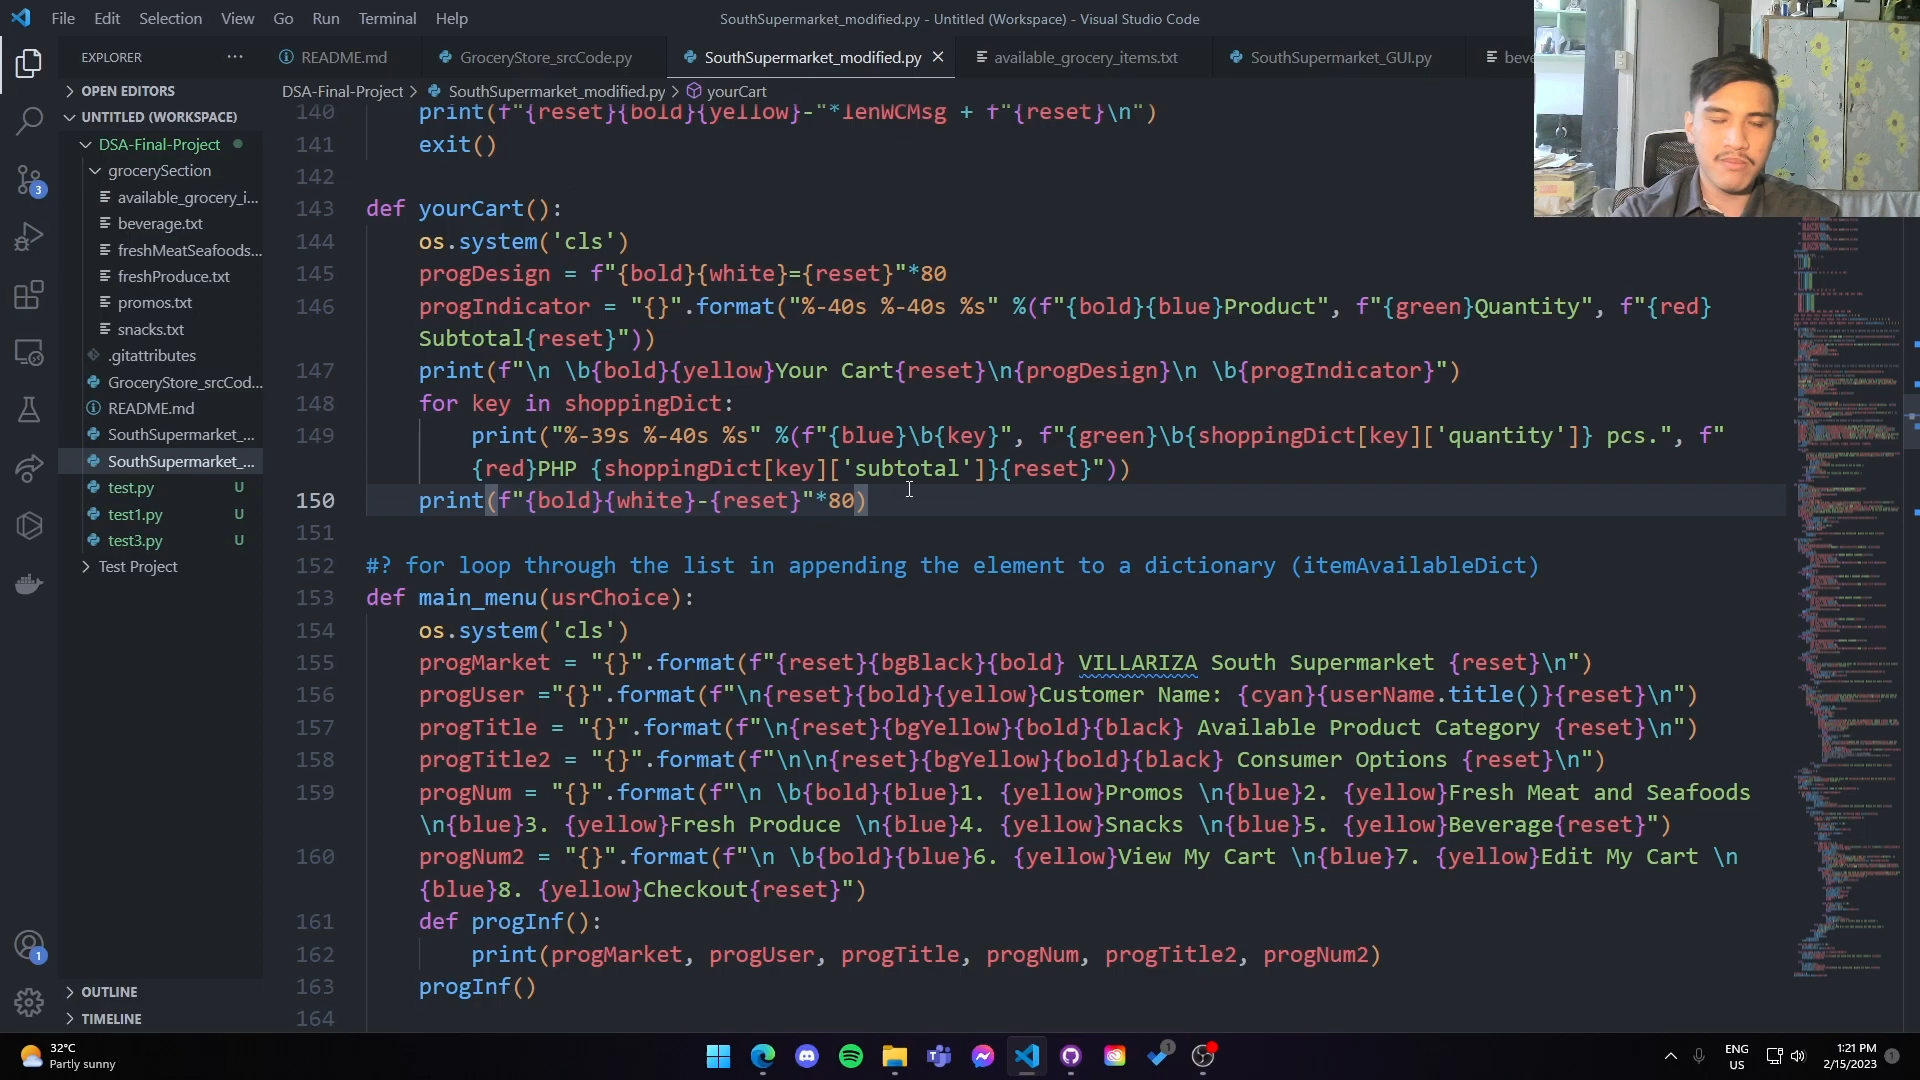 File Edit Selection View Go Run Terminal Help
SouthSupermarket_modified.py - Untitled (Workspace) - Visual Studio Code
EXPLORER
README.md
GroceryStore_srcCode.py
SouthSupermarket_modified.py
available_grocery_items.txt
SouthSupermarket_GUI.py
beve
OPEN EDITORS
UNTITLED (WORKSPACE)
DSA-Final-Project
grocerySection
available_grocery_i...
beverage.txt
freshMeatSeafoods...
freshProduce.txt
promos.txt
snacks.txt
.gitattributes
GroceryStore_srcCod...
README.md
SouthSupermarket_...
SouthSupermarket_...
test.py U
test1.py U
test3.py U
Test Project
OUTLINE
TIMELINE
3
1
DSA-Final-Project > SouthSupermarket_modified.py > yourCart
140 print(f"{reset}{bold}{yellow}-"*lenWCMsg + f"{reset}\n")
141 exit()
142
143 def yourCart():
144 os.system('cls')
145 progDesign = f"{bold}{white}={reset}"*80
146 progIndicator = "{}".format("%-40s %-40s %s" %(f"{bold}{blue}Product", f"{green}Quantity", f"{red}
Subtotal{reset}"))
147 print(f"\n \b{bold}{yellow}Your Cart{reset}\n{progDesign}\n \b{progIndicator}")
148 for key in shoppingDict:
149 print("%-39s %-40s %s" %(f"{blue}\b{key}", f"{green}\b{shoppingDict[key]['quantity']} pcs.", f"
{red}PHP {shoppingDict[key]['subtotal']}{reset}"))
150 print(f"{bold}{white}-{reset}"*80)
151
152 #? for loop through the list in appending the element to a dictionary (itemAvailableDict)
153 def main_menu(usrChoice):
154 os.system('cls')
155 progMarket = "{}".format(f"{reset}{bgBlack}{bold} VILLARIZA South Supermarket {reset}\n")
156 progUser ="{}".format(f"\n{reset}{bold}{yellow}Customer Name: {cyan}{userName.title()}{reset}\n")
157 progTitle = "{}".format(f"\n{reset}{bgYellow}{bold}{black} Available Product Category {reset}\n")
158 progTitle2 = "{}".format(f"\n\n{reset}{bgYellow}{bold}{black} Consumer Options {reset}\n")
159 progNum = "{}".format(f"\n \b{bold}{blue}1. {yellow}Promos \n{blue}2. {yellow}Fresh Meat and Seafoods
\n{blue}3. {yellow}Fresh Produce \n{blue}4. {yellow}Snacks \n{blue}5. {yellow}Beverage{reset}")
160 progNum2 = "{}".format(f"\n \b{bold}{blue}6. {yellow}View My Cart \n{blue}7. {yellow}Edit My Cart \n
{blue}8. {yellow}Checkout{reset}")
161 def progInf():
162 print(progMarket, progUser, progTitle, progNum, progTitle2, progNum2)
163 progInf()
164
32°C
Partly sunny
1
ENG
US
1:21 PM
2/15/2023
1